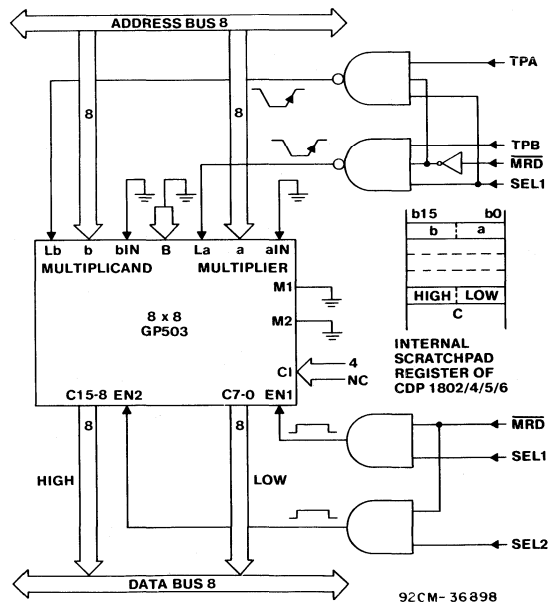 ADDRESS BUS 8
TPA
8
8
TPB
MRD
SEL1
Lb b bIN B La a aIN
MULTIPLICAND MULTIPLIER
M1
8 x 8
GP503
M2
CI
4
NC
C15-8 EN2 C7-0 EN1
b15 b0
b a
HIGH LOW
C
INTERNAL
SCRATCHPAD
REGISTER OF
CDP 1802/4/5/6
8
8
HIGH
LOW
MRD
SEL1
SEL2
DATA BUS 8
92CM-36898